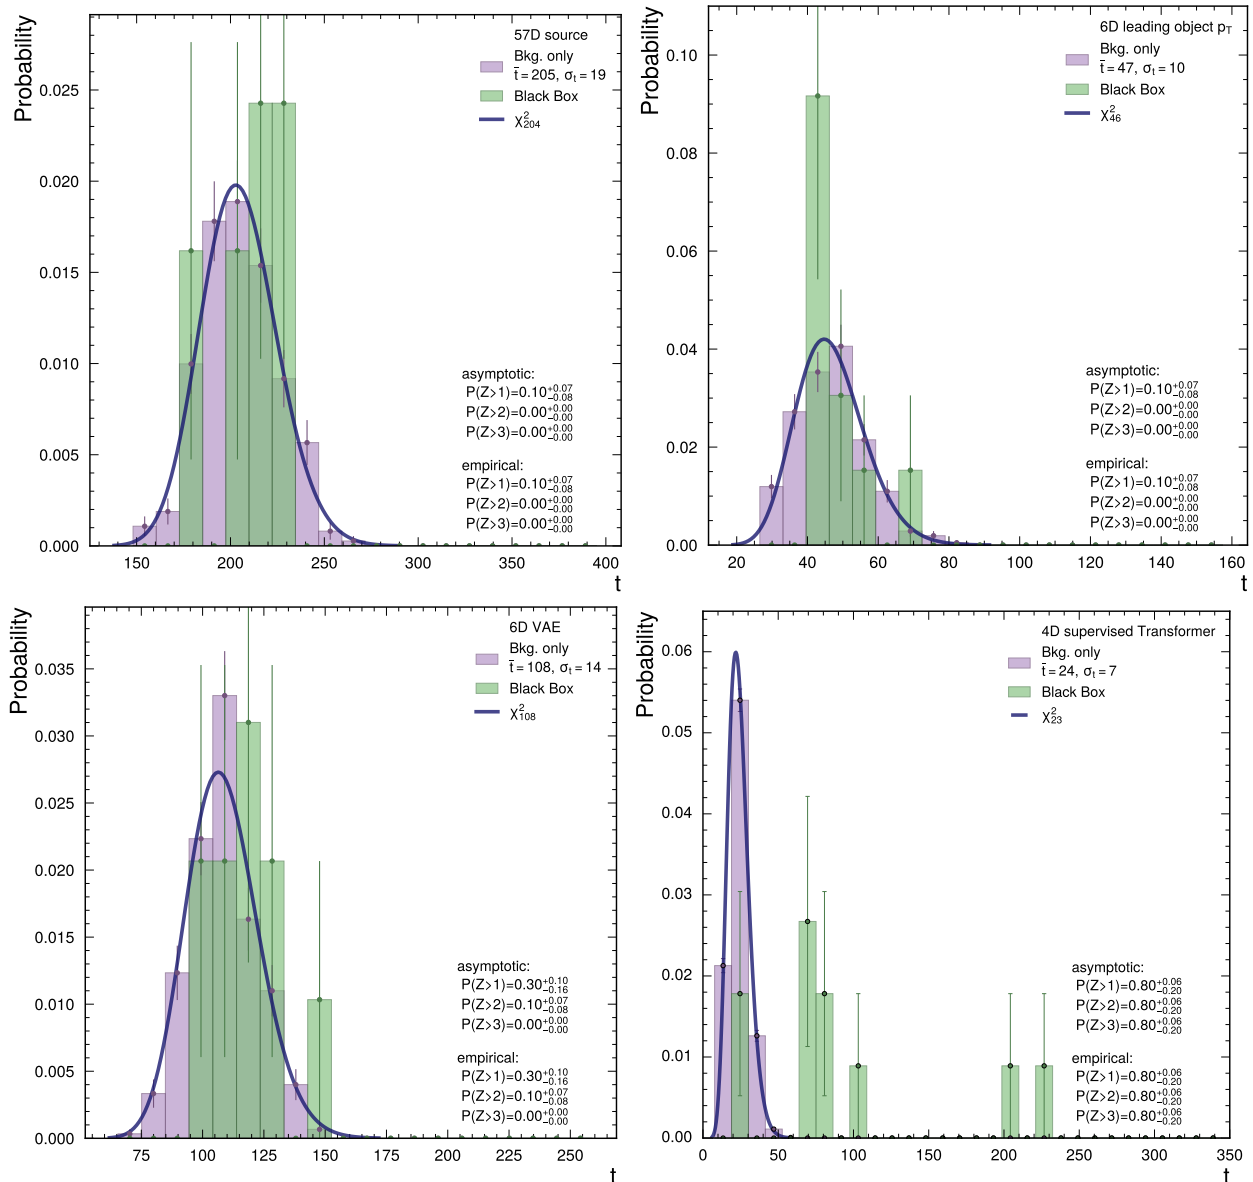 57D source
Bkg. only
t̄ = 205, σₜ = 19
Black Box
χ²₂₀₄
Probability
0.025
0.020
0.015
0.010
0.005
0.000
asymptotic:
P(Z>1)=0.10+0.07−0.08
P(Z>2)=0.00+0.00−0.00
P(Z>3)=0.00+0.00−0.00
empirical:
P(Z>1)=0.10+0.07−0.08
P(Z>2)=0.00+0.00−0.00
P(Z>3)=0.00+0.00−0.00
150 200 250 300 350 400
t
6D leading object pT
Bkg. only
t̄ = 47, σₜ = 10
Black Box
χ²₄₆
Probability
0.10
0.08
0.06
0.04
0.02
0.00
asymptotic:
P(Z>1)=0.10+0.07−0.08
P(Z>2)=0.00+0.00−0.00
P(Z>3)=0.00+0.00−0.00
empirical:
P(Z>1)=0.10+0.07−0.08
P(Z>2)=0.00+0.00−0.00
P(Z>3)=0.00+0.00−0.00
20 40 60 80 100 120 140 160
t
6D VAE
Bkg. only
t̄ = 108, σₜ = 14
Black Box
χ²₁₀₈
Probability
0.035
0.030
0.025
0.020
0.015
0.010
0.005
0.000
asymptotic:
P(Z>1)=0.30+0.10−0.16
P(Z>2)=0.10+0.07−0.08
P(Z>3)=0.00+0.00−0.00
empirical:
P(Z>1)=0.30+0.10−0.16
P(Z>2)=0.10+0.07−0.08
P(Z>3)=0.00+0.00−0.00
75 100 125 150 175 200 225 250
t
4D supervised Transformer
Bkg. only
t̄ = 24, σₜ = 7
Black Box
χ²₂₃
Probability
0.06
0.05
0.04
0.03
0.02
0.01
0.00
asymptotic:
P(Z>1)=0.80+0.06−0.20
P(Z>2)=0.80+0.06−0.20
P(Z>3)=0.80+0.06−0.20
empirical:
P(Z>1)=0.80+0.06−0.20
P(Z>2)=0.80+0.06−0.20
P(Z>3)=0.80+0.06−0.20
0 50 100 150 200 250 300 350
t